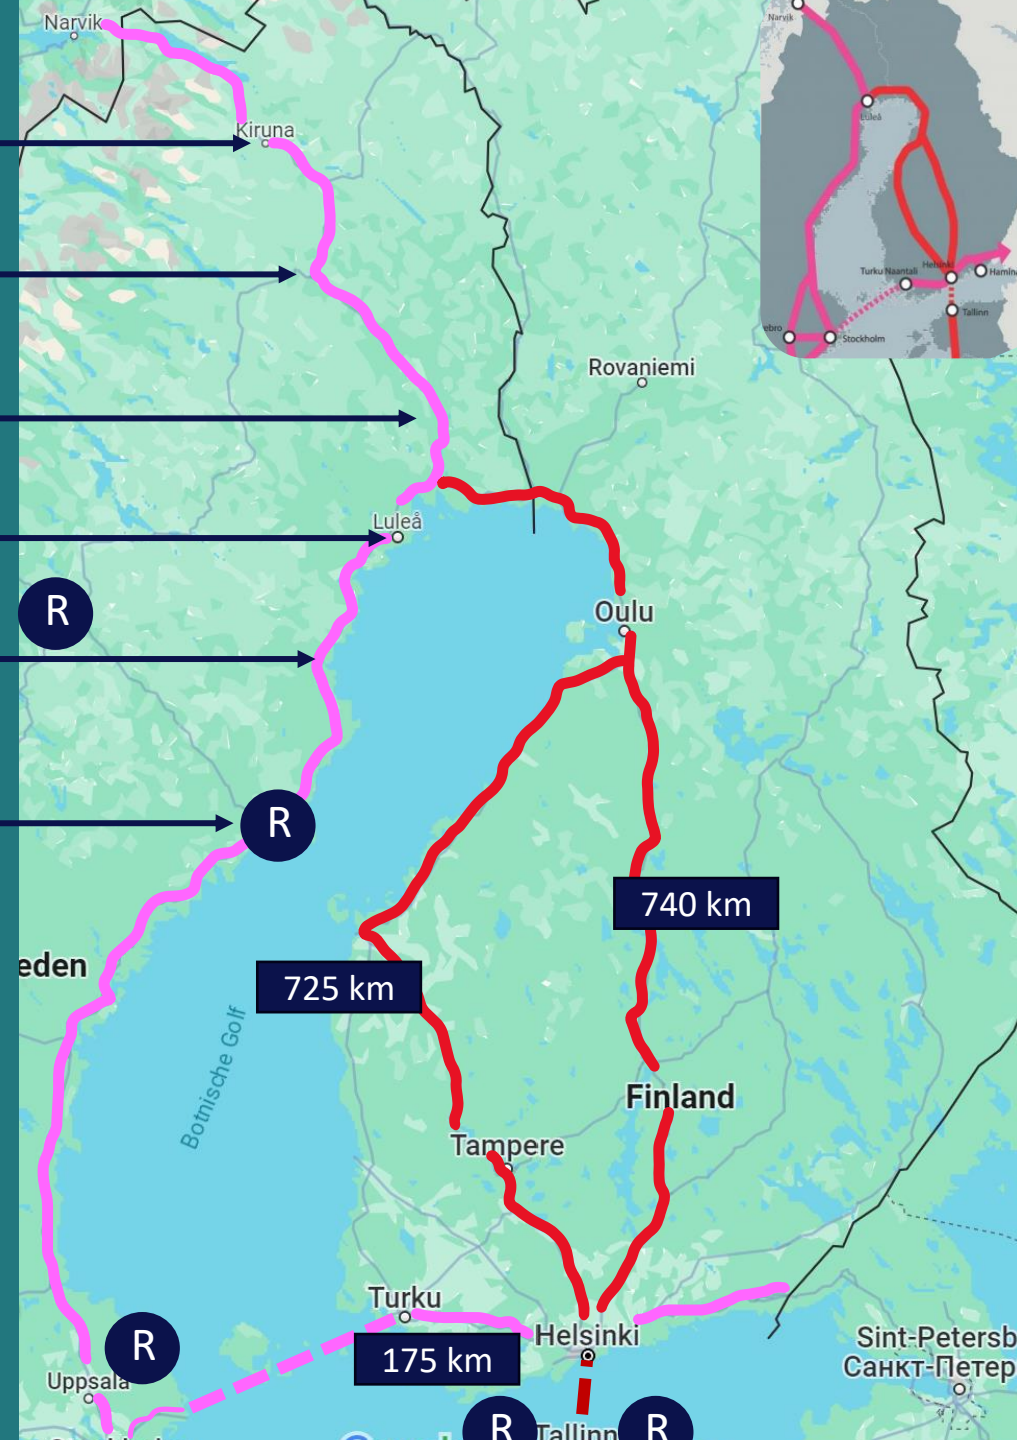 Narvik
Kiruna
Narvik
Luleå
Turku Naantali
Helsinki
Hamina
Tallinn
Stockholm
Rovaniemi
Luleå
R
Oulu
R
740 km
eden
725 km
Botnische Golf
Finland
Tampere
Turku
Helsinki
175 km
R
Uppsala
Sint-Petersb
Санкт-Петер
R
Tallinn
R